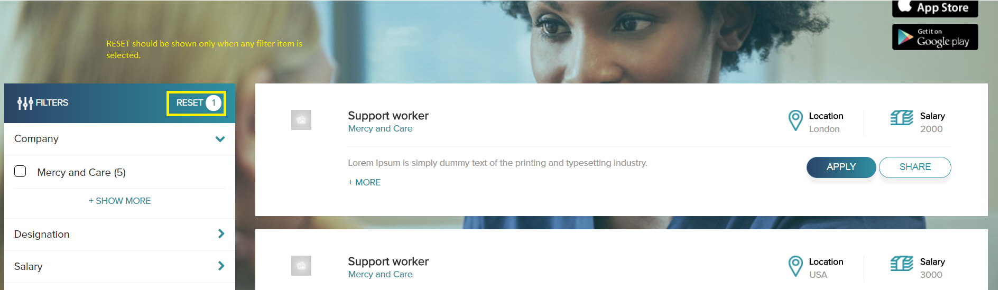 App Store
Get it on
Google play
RESET should be shown only when any filter item is
selected.
FILTERS
RESET 1
Company
Mercy and Care (5)
+ SHOW MORE
Designation
Salary
Support worker
Mercy and Care
Location
London
Salary
2000
Lorem Ipsum is simply dummy text of the printing and typesetting industry.
+ MORE
APPLY
SHARE
Support worker
Mercy and Care
Location
USA
Salary
3000